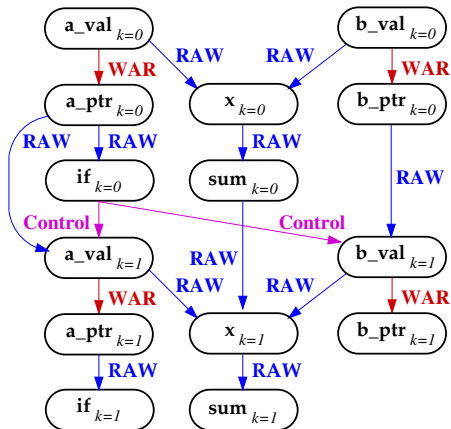 a_val k=0
b_val k=0
RAW
RAW
WAR
WAR
a_ptr k=0
x k=0
b_ptr k=0
RAW
RAW
RAW
if k=0
sum k=0
RAW
Control
Control
a_val k=1
b_val k=1
RAW
RAW
RAW
WAR
WAR
a_ptr k=1
x k=1
b_ptr k=1
RAW
RAW
if k=1
sum k=1